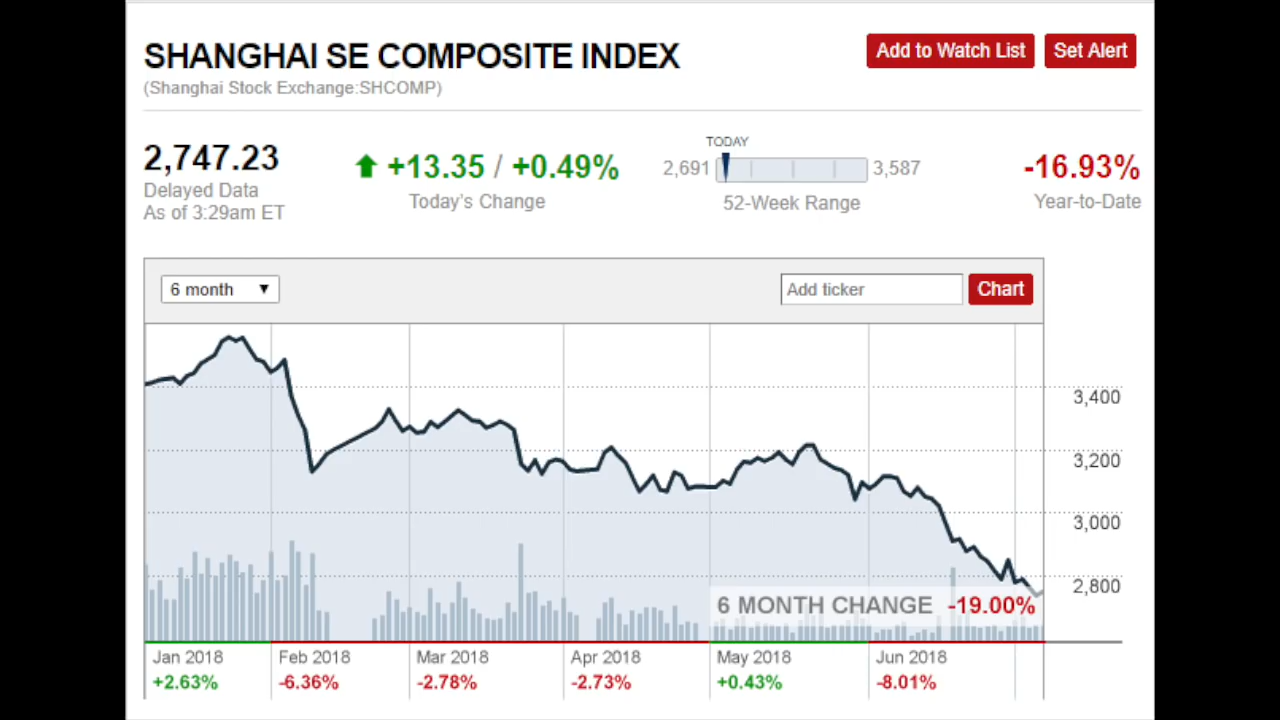 SHANGHAI SE COMPOSITE INDEX
Add to Watch List
Set Alert
(Shanghai Stock Exchange:SHCOMP)
2,747.23
+13.35 / +0.49%
TODAY
2,691
3,587
-16.93%
Delayed Data
As of 3:29am ET
Today's Change
52-Week Range
Year-to-Date
6 month
Add ticker
Chart
3,400
3,200
3,000
2,800
6 MONTH CHANGE -19.00%
Jan 2018 Feb 2018 Mar 2018 Apr 2018 May 2018 Jun 2018
+2.63% -6.36% -2.78% -2.73% +0.43% -8.01%